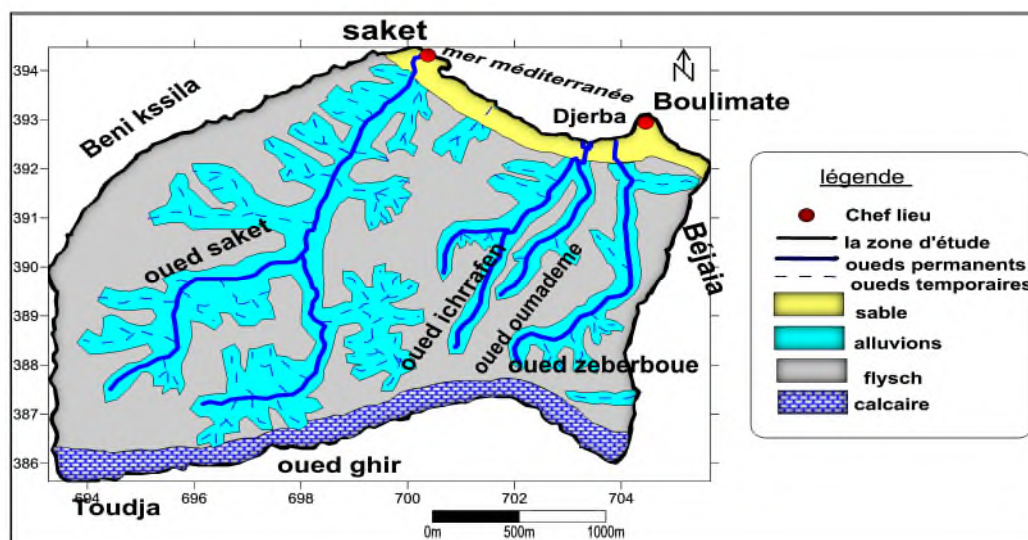 saket
mer méditerranée
N
Beni kssila
Djerba
Boulimate
oued saket
oued ichrrafen
oued oumademe
oued zeberboue
Béjaia
oued ghir
Toudja
394
393
392
391
390
389
388
387
386
694
696
698
700
702
704
0m
500m
1000m
légende
Chef lieu
la zone d'étude
oueds permanents
oueds temporaires
sable
alluvions
flysch
calcaire